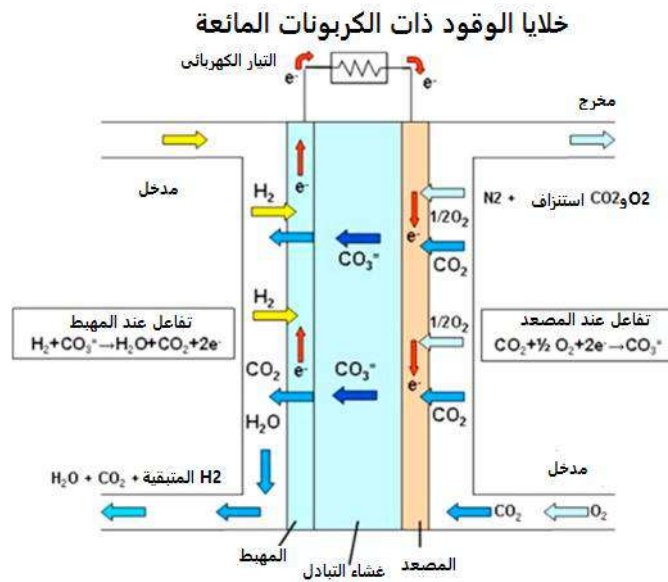 خلايا الوقود ذات الكربونات المائعة
التيار الكهربائى
e-
e-
مخرج
مدخل
H₂
e-
1/2O₂
N2 + استنزاف CO2وO2
e-
CO₃⁼
CO₂
H₂
تفاعل عند المهبط
H₂+CO₃⁼→H₂O+CO₂+2e-
1/2O₂
تفاعل عند المصعد
CO₂+½ O₂+2e-→CO₃⁼
CO₂
e-
CO₃⁼
e-
CO₂
H₂O
H₂O + CO₂ + المتبقية H2
مدخل
CO₂
O₂
المهبط
غشاء التبادل
المصعد